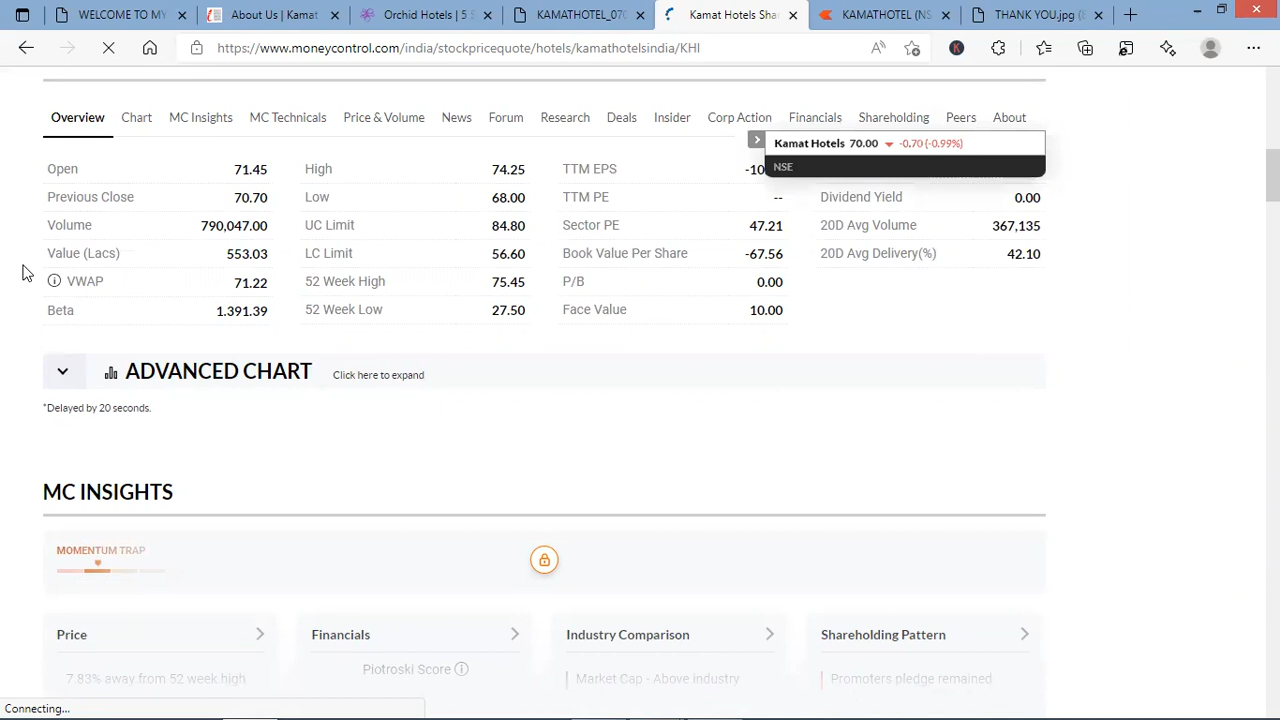 WELCOME TO MY
About Us | Kamat
Orchid Hotels | 5 S
KAMATHOTEL_070
Kamat Hotels Sha
KAMATHOTEL (NS
THANK YOU.jpg (8
https://www.moneycontrol.com/india/stockpricequote/hotels/kamathotelsindia/KHI
Overview Chart MC Insights MC Technicals Price & Volume News Forum Research Deals Insider Corp Action Financials Shareholding Peers About
Kamat Hotels 70.00 -0.70 (-0.99%)
NSE
Open 71.45 High 74.25 TTM EPS -10
Previous Close 70.70 Low 68.00 TTM PE -- Dividend Yield 0.00
Volume 790,047.00 UC Limit 84.80 Sector PE 47.21 20D Avg Volume 367,135
Value (Lacs) 553.03 LC Limit 56.60 Book Value Per Share -67.56 20D Avg Delivery(%) 42.10
VWAP 71.22 52 Week High 75.45 P/B 0.00
Beta 1.391.39 52 Week Low 27.50 Face Value 10.00
ADVANCED CHART Click here to expand
*Delayed by 20 seconds.
MC INSIGHTS
MOMENTUM TRAP
Price Financials Industry Comparison Shareholding Pattern
Piotroski Score
7.83% away from 52 week high Market Cap - Above industry Promoters pledge remained
Connecting...